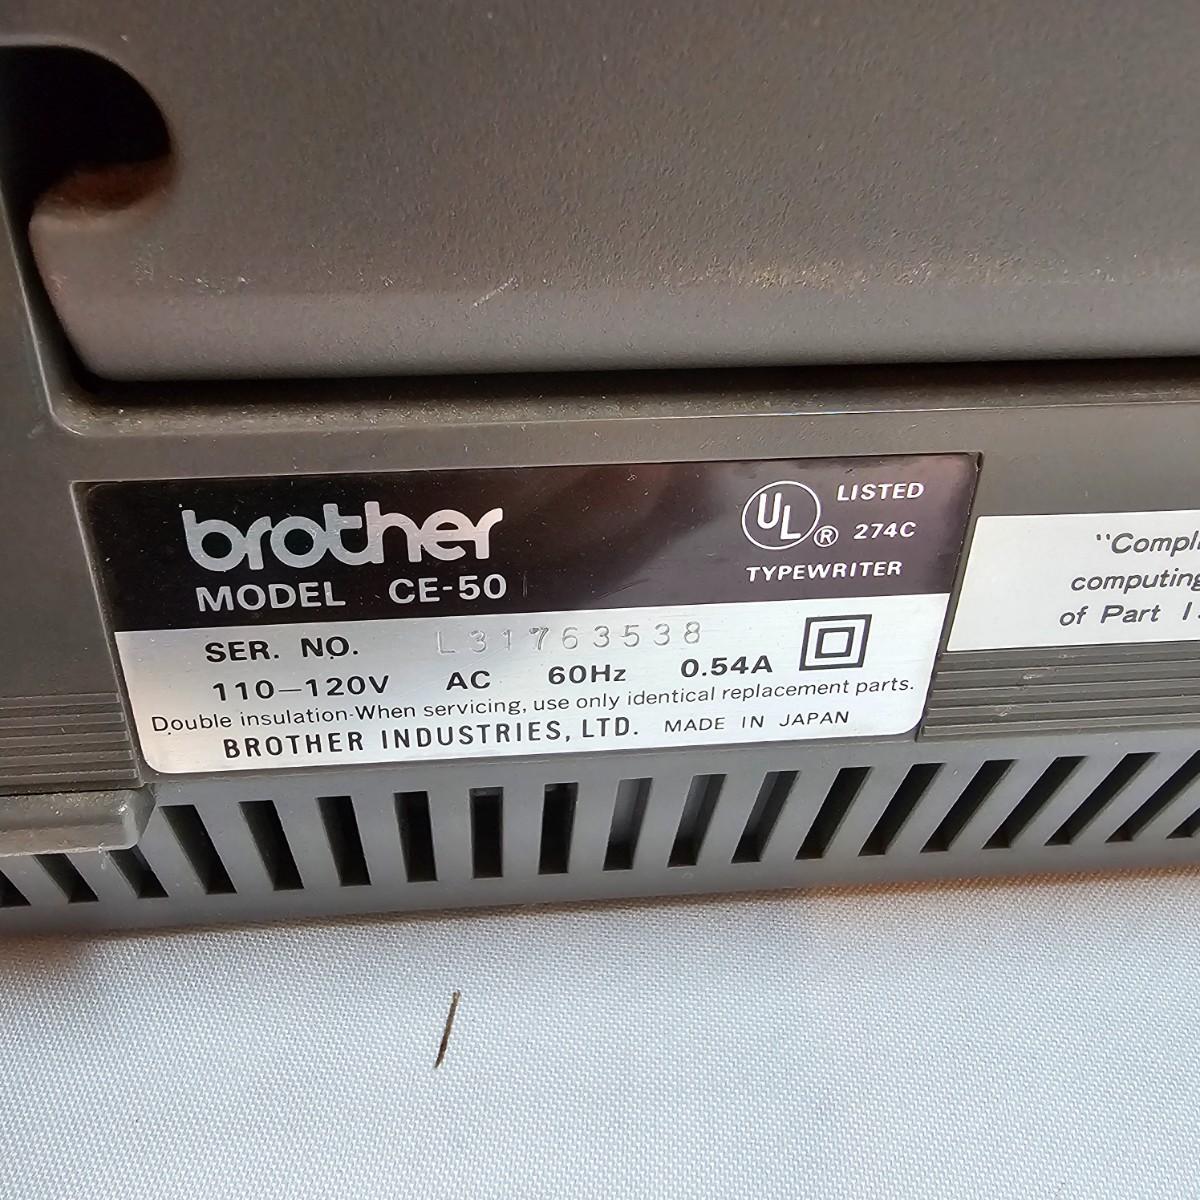 brother
MODEL CE-50
UL ® LISTED
274C
TYPEWRITER
SER. NO. L31763538
110-120V AC 60Hz 0.54A
Double insulation-When servicing, use only identical replacement parts.
BROTHER INDUSTRIES, LTD. MADE IN JAPAN
"Compl
computing
of Part 1